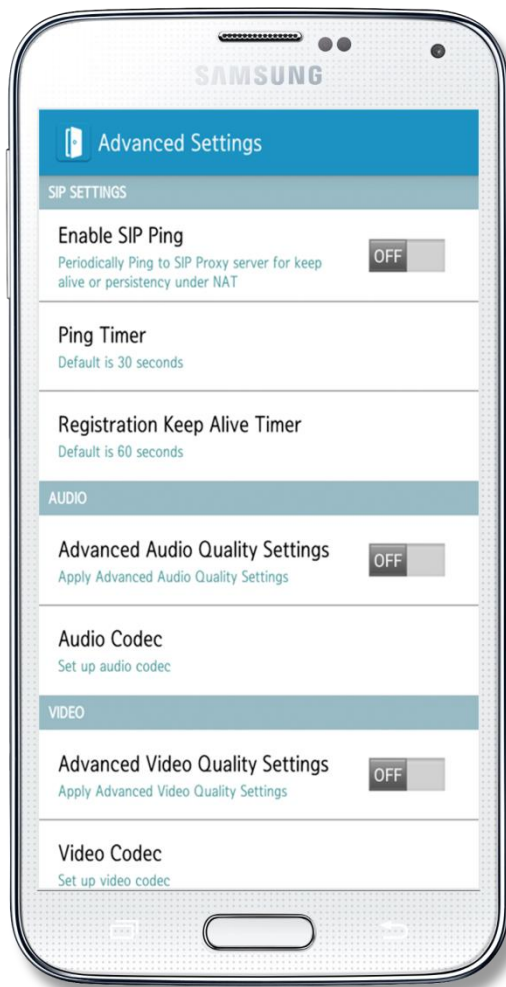 SAMSUNG
Advanced Settings
SIP SETTINGS
Enable SIP Ping
OFF
Periodically Ping to SIP Proxy server for keep
alive or persistency under NAT
Ping Timer
Default is 30 seconds
Registration Keep Alive Timer
Default is 60 seconds
AUDIO
Advanced Audio Quality Settings
OFF
Apply Advanced Audio Quality Settings
Audio Codec
Set up audio codec
VIDEO
Advanced Video Quality Settings
OFF
Apply Advanced Video Quality Settings
Video Codec
Set up video codec